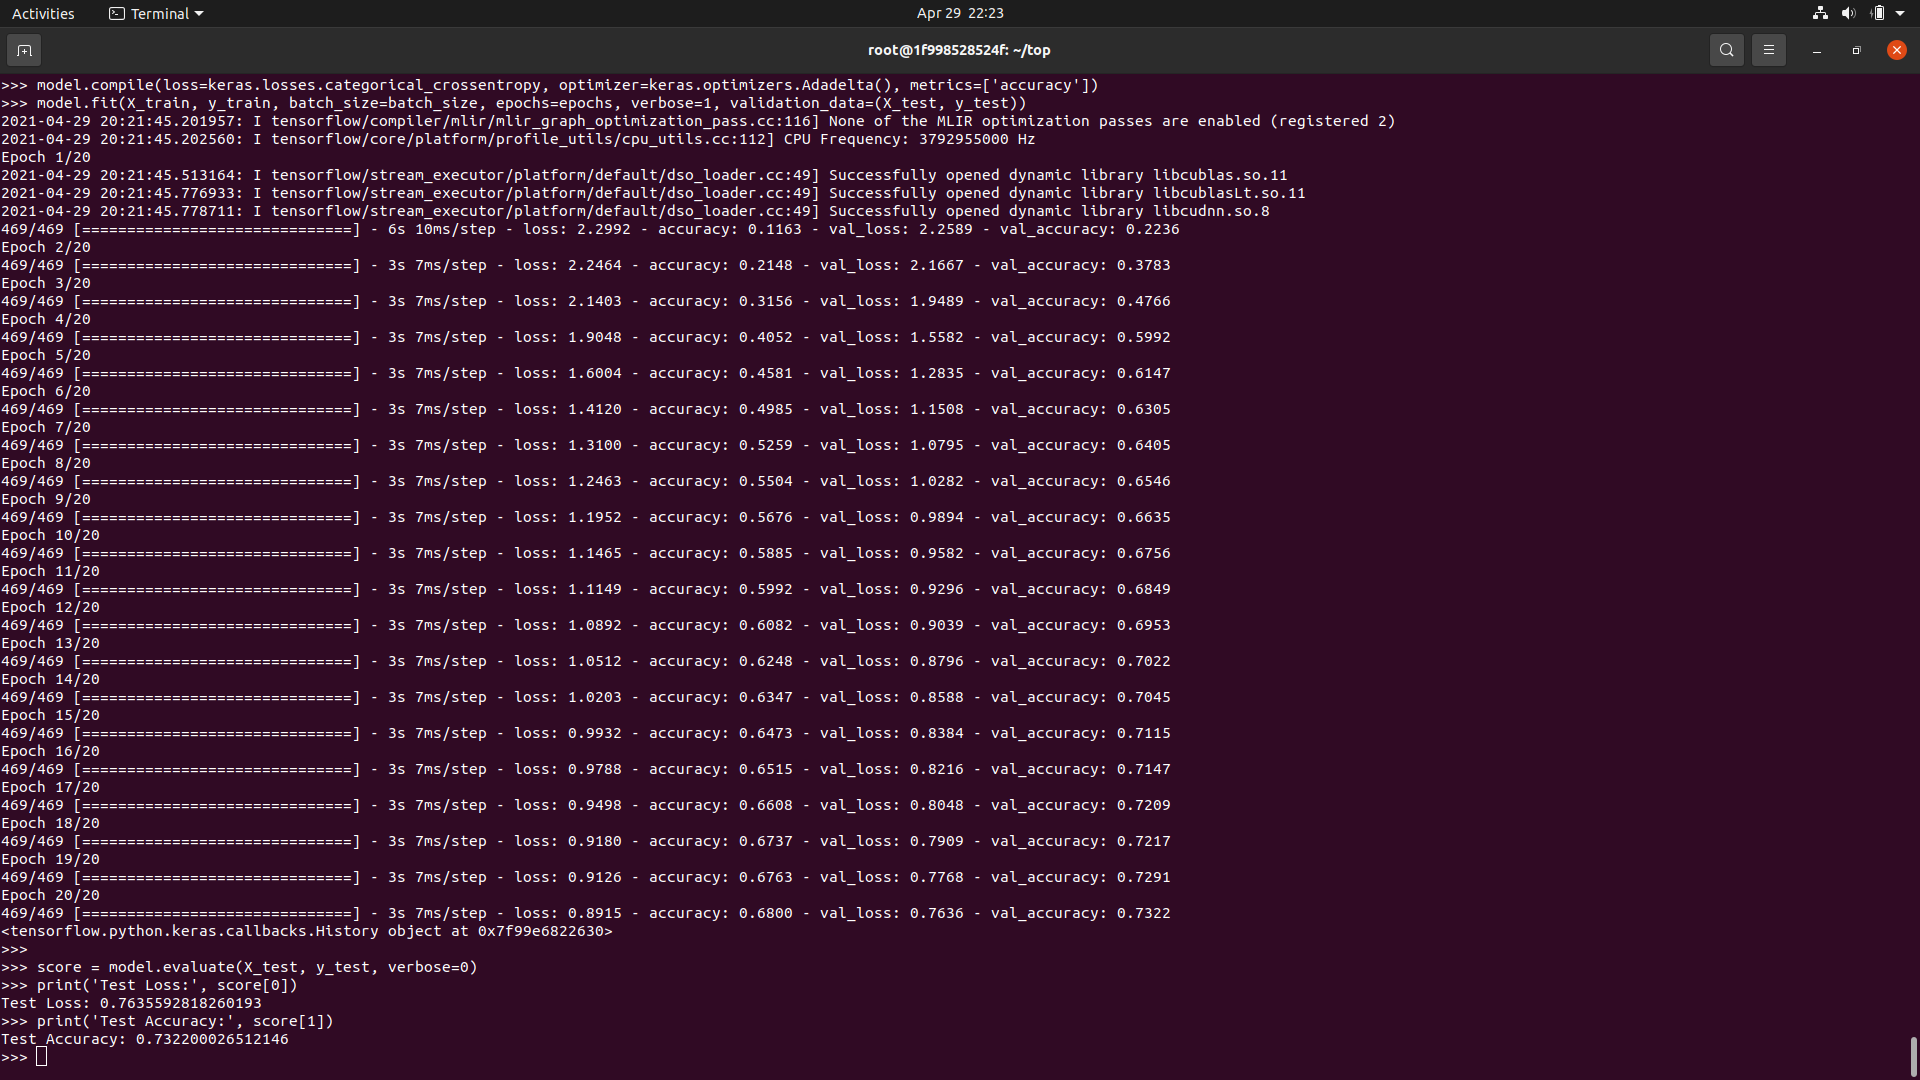 Activities
Terminal
Apr 29 22:23
root@1f998528524f: ~/top
>>> model.compile(loss=keras.losses.categorical_crossentropy, optimizer=keras.optimizers.Adadelta(), metrics=['accuracy'])
>>> model.fit(X_train, y_train, batch_size=batch_size, epochs=epochs, verbose=1, validation_data=(X_test, y_test))
2021-04-29 20:21:45.201957: I tensorflow/compiler/mlir/mlir_graph_optimization_pass.cc:116] None of the MLIR optimization passes are enabled (registered 2)
2021-04-29 20:21:45.202560: I tensorflow/core/platform/profile_utils/cpu_utils.cc:112] CPU Frequency: 3792955000 Hz
Epoch 1/20
2021-04-29 20:21:45.513164: I tensorflow/stream_executor/platform/default/dso_loader.cc:49] Successfully opened dynamic library libcublas.so.11
2021-04-29 20:21:45.776933: I tensorflow/stream_executor/platform/default/dso_loader.cc:49] Successfully opened dynamic library libcublasLt.so.11
2021-04-29 20:21:45.778711: I tensorflow/stream_executor/platform/default/dso_loader.cc:49] Successfully opened dynamic library libcudnn.so.8
469/469 [==============================] - 6s 10ms/step - loss: 2.2992 - accuracy: 0.1163 - val_loss: 2.2589 - val_accuracy: 0.2236
Epoch 2/20
469/469 [==============================] - 3s 7ms/step - loss: 2.2464 - accuracy: 0.2148 - val_loss: 2.1667 - val_accuracy: 0.3783
Epoch 3/20
469/469 [==============================] - 3s 7ms/step - loss: 2.1403 - accuracy: 0.3156 - val_loss: 1.9489 - val_accuracy: 0.4766
Epoch 4/20
469/469 [==============================] - 3s 7ms/step - loss: 1.9048 - accuracy: 0.4052 - val_loss: 1.5582 - val_accuracy: 0.5992
Epoch 5/20
469/469 [==============================] - 3s 7ms/step - loss: 1.6004 - accuracy: 0.4581 - val_loss: 1.2835 - val_accuracy: 0.6147
Epoch 6/20
469/469 [==============================] - 3s 7ms/step - loss: 1.4120 - accuracy: 0.4985 - val_loss: 1.1508 - val_accuracy: 0.6305
Epoch 7/20
469/469 [==============================] - 3s 7ms/step - loss: 1.3100 - accuracy: 0.5259 - val_loss: 1.0795 - val_accuracy: 0.6405
Epoch 8/20
469/469 [==============================] - 3s 7ms/step - loss: 1.2463 - accuracy: 0.5504 - val_loss: 1.0282 - val_accuracy: 0.6546
Epoch 9/20
469/469 [==============================] - 3s 7ms/step - loss: 1.1952 - accuracy: 0.5676 - val_loss: 0.9894 - val_accuracy: 0.6635
Epoch 10/20
469/469 [==============================] - 3s 7ms/step - loss: 1.1465 - accuracy: 0.5885 - val_loss: 0.9582 - val_accuracy: 0.6756
Epoch 11/20
469/469 [==============================] - 3s 7ms/step - loss: 1.1149 - accuracy: 0.5992 - val_loss: 0.9296 - val_accuracy: 0.6849
Epoch 12/20
469/469 [==============================] - 3s 7ms/step - loss: 1.0892 - accuracy: 0.6082 - val_loss: 0.9039 - val_accuracy: 0.6953
Epoch 13/20
469/469 [==============================] - 3s 7ms/step - loss: 1.0512 - accuracy: 0.6248 - val_loss: 0.8796 - val_accuracy: 0.7022
Epoch 14/20
469/469 [==============================] - 3s 7ms/step - loss: 1.0203 - accuracy: 0.6347 - val_loss: 0.8588 - val_accuracy: 0.7045
Epoch 15/20
469/469 [==============================] - 3s 7ms/step - loss: 0.9932 - accuracy: 0.6473 - val_loss: 0.8384 - val_accuracy: 0.7115
Epoch 16/20
469/469 [==============================] - 3s 7ms/step - loss: 0.9788 - accuracy: 0.6515 - val_loss: 0.8216 - val_accuracy: 0.7147
Epoch 17/20
469/469 [==============================] - 3s 7ms/step - loss: 0.9498 - accuracy: 0.6608 - val_loss: 0.8048 - val_accuracy: 0.7209
Epoch 18/20
469/469 [==============================] - 3s 7ms/step - loss: 0.9180 - accuracy: 0.6737 - val_loss: 0.7909 - val_accuracy: 0.7217
Epoch 19/20
469/469 [==============================] - 3s 7ms/step - loss: 0.9126 - accuracy: 0.6763 - val_loss: 0.7768 - val_accuracy: 0.7291
Epoch 20/20
469/469 [==============================] - 3s 7ms/step - loss: 0.8915 - accuracy: 0.6800 - val_loss: 0.7636 - val_accuracy: 0.7322
<tensorflow.python.keras.callbacks.History object at 0x7f99e6822630>
>>>
>>> score = model.evaluate(X_test, y_test, verbose=0)
>>> print('Test Loss:', score[0])
Test Loss: 0.7635592818260193
>>> print('Test Accuracy:', score[1])
Test Accuracy: 0.732200026512146
>>>